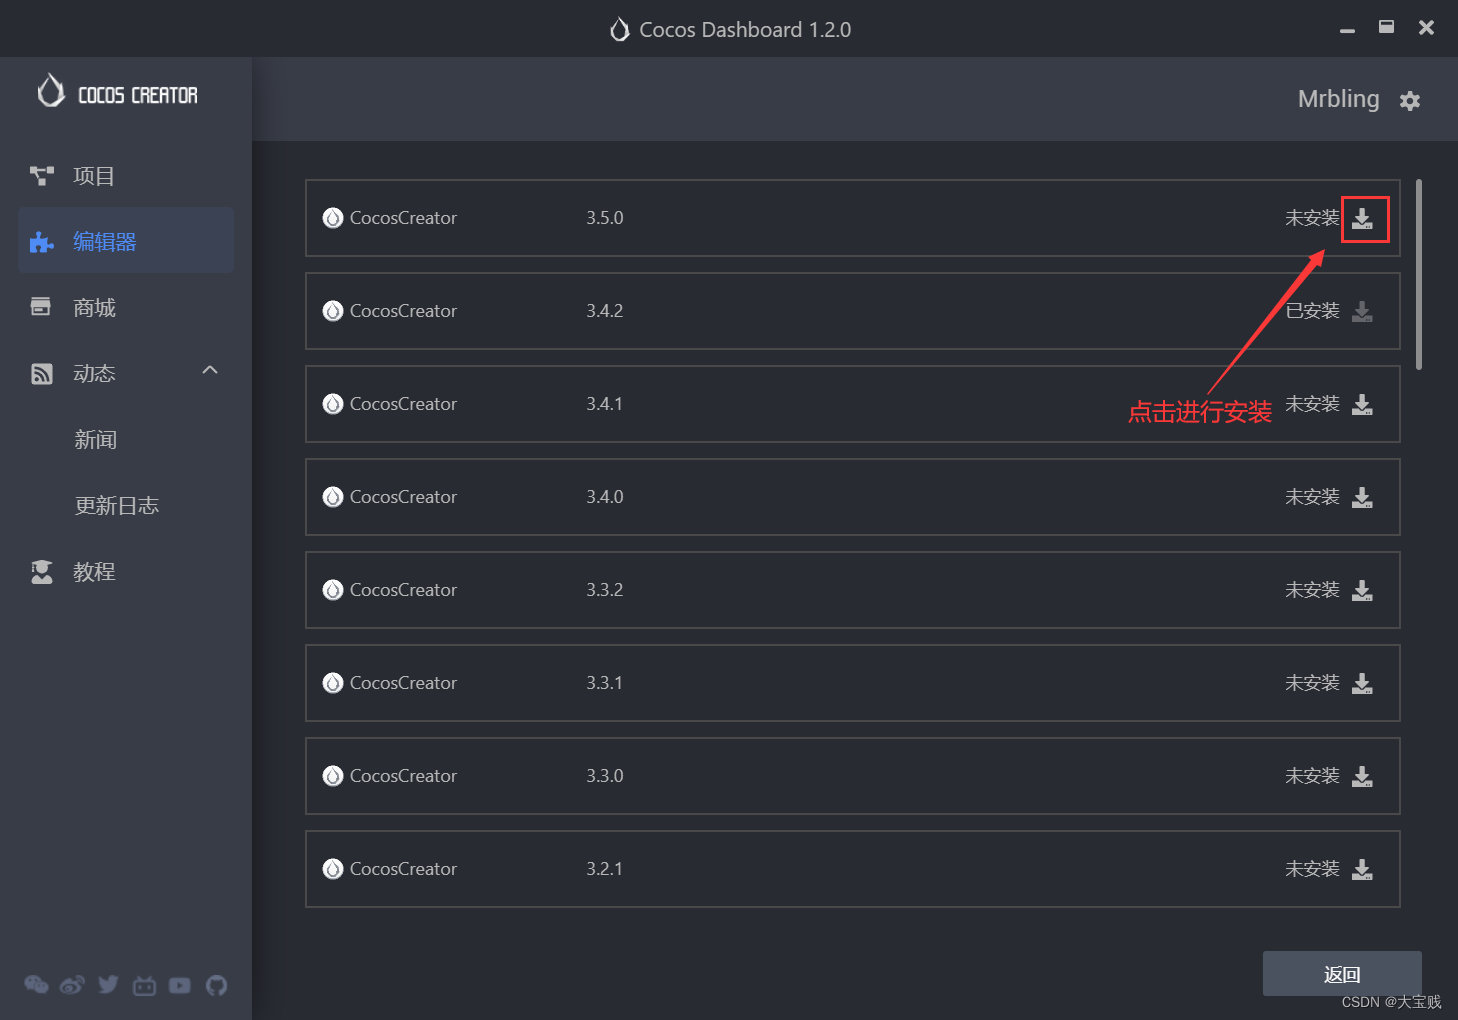 Cocos Dashboard 1.2.0
COCOS CREATOR
Mrbling
项目
编辑器
商城
动态
新闻
更新日志
教程
CocosCreator 3.5.0 未安装
CocosCreator 3.4.2 已安装
CocosCreator 3.4.1 未安装
点击进行安装
CocosCreator 3.4.0 未安装
CocosCreator 3.3.2 未安装
CocosCreator 3.3.1 未安装
CocosCreator 3.3.0 未安装
CocosCreator 3.2.1 未安装
返回
CSDN @大宝贱